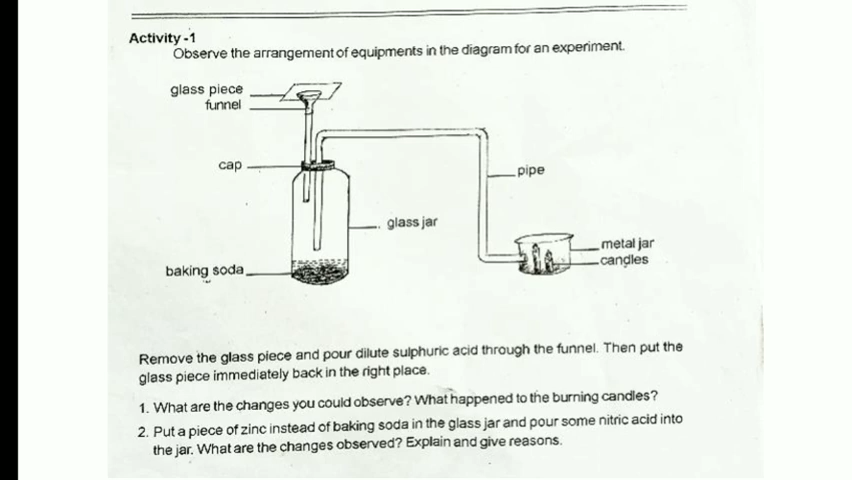 Activity -1
Observe the arrangement of equipments in the diagram for an experiment.
glass piece
funnel
cap
pipe
glass jar
metal jar
candles
baking soda
Remove the glass piece and pour dilute sulphuric acid through the funnel. Then put the
glass piece immediately back in the right place.
1. What are the changes you could observe? What happened to the burning candles?
2. Put a piece of zinc instead of baking soda in the glass jar and pour some nitric acid into
the jar. What are the changes observed? Explain and give reasons.